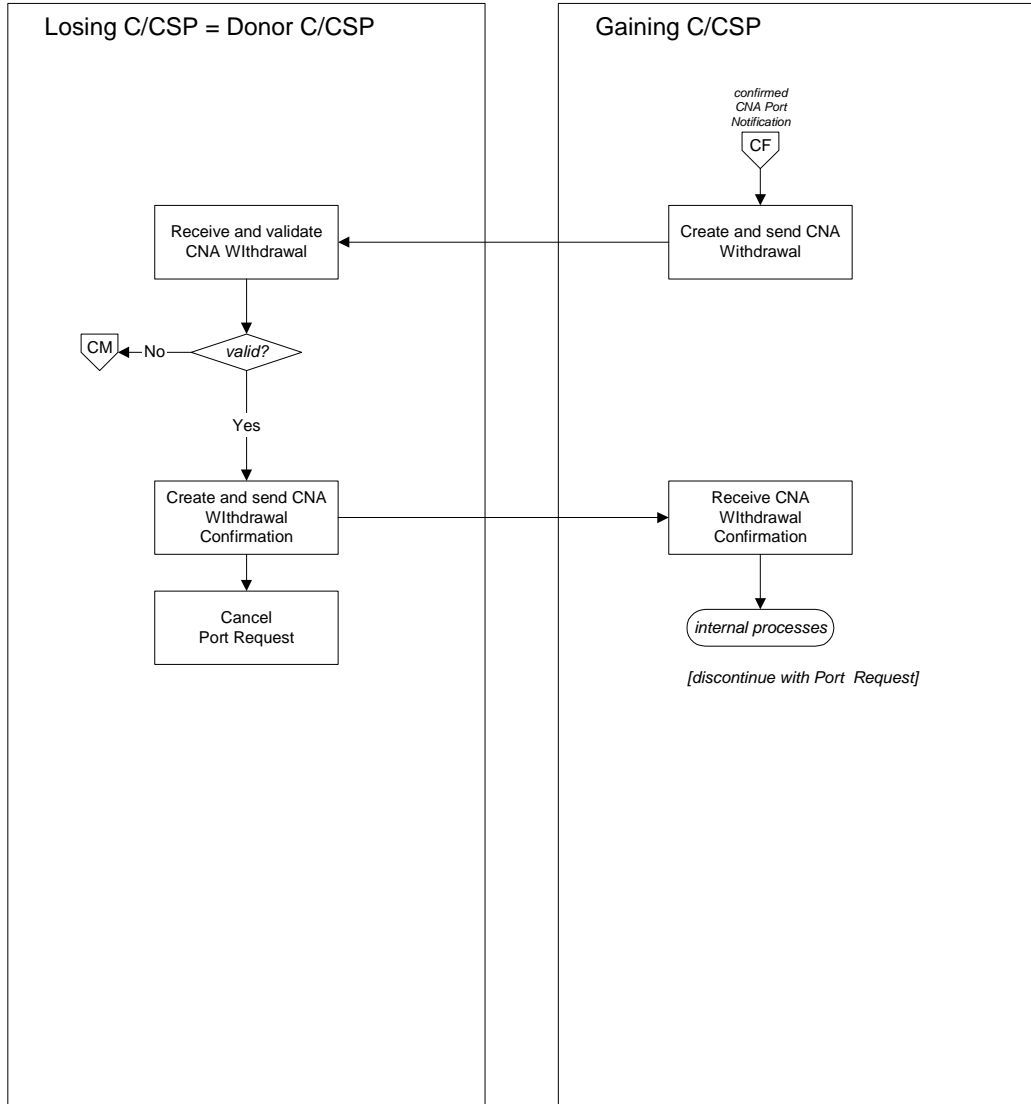 Losing C/CSP = Donor C/CSP
Gaining C/CSP
confirmed
CNA Port
Notification
CF
Receive and validate
CNA WIthdrawal
Create and send CNA
Withdrawal
CM
No
valid?
Yes
Create and send CNA
WIthdrawal
Confirmation
Receive CNA
WIthdrawal
Confirmation
Cancel
Port Request
internal processes
[discontinue with Port Request]